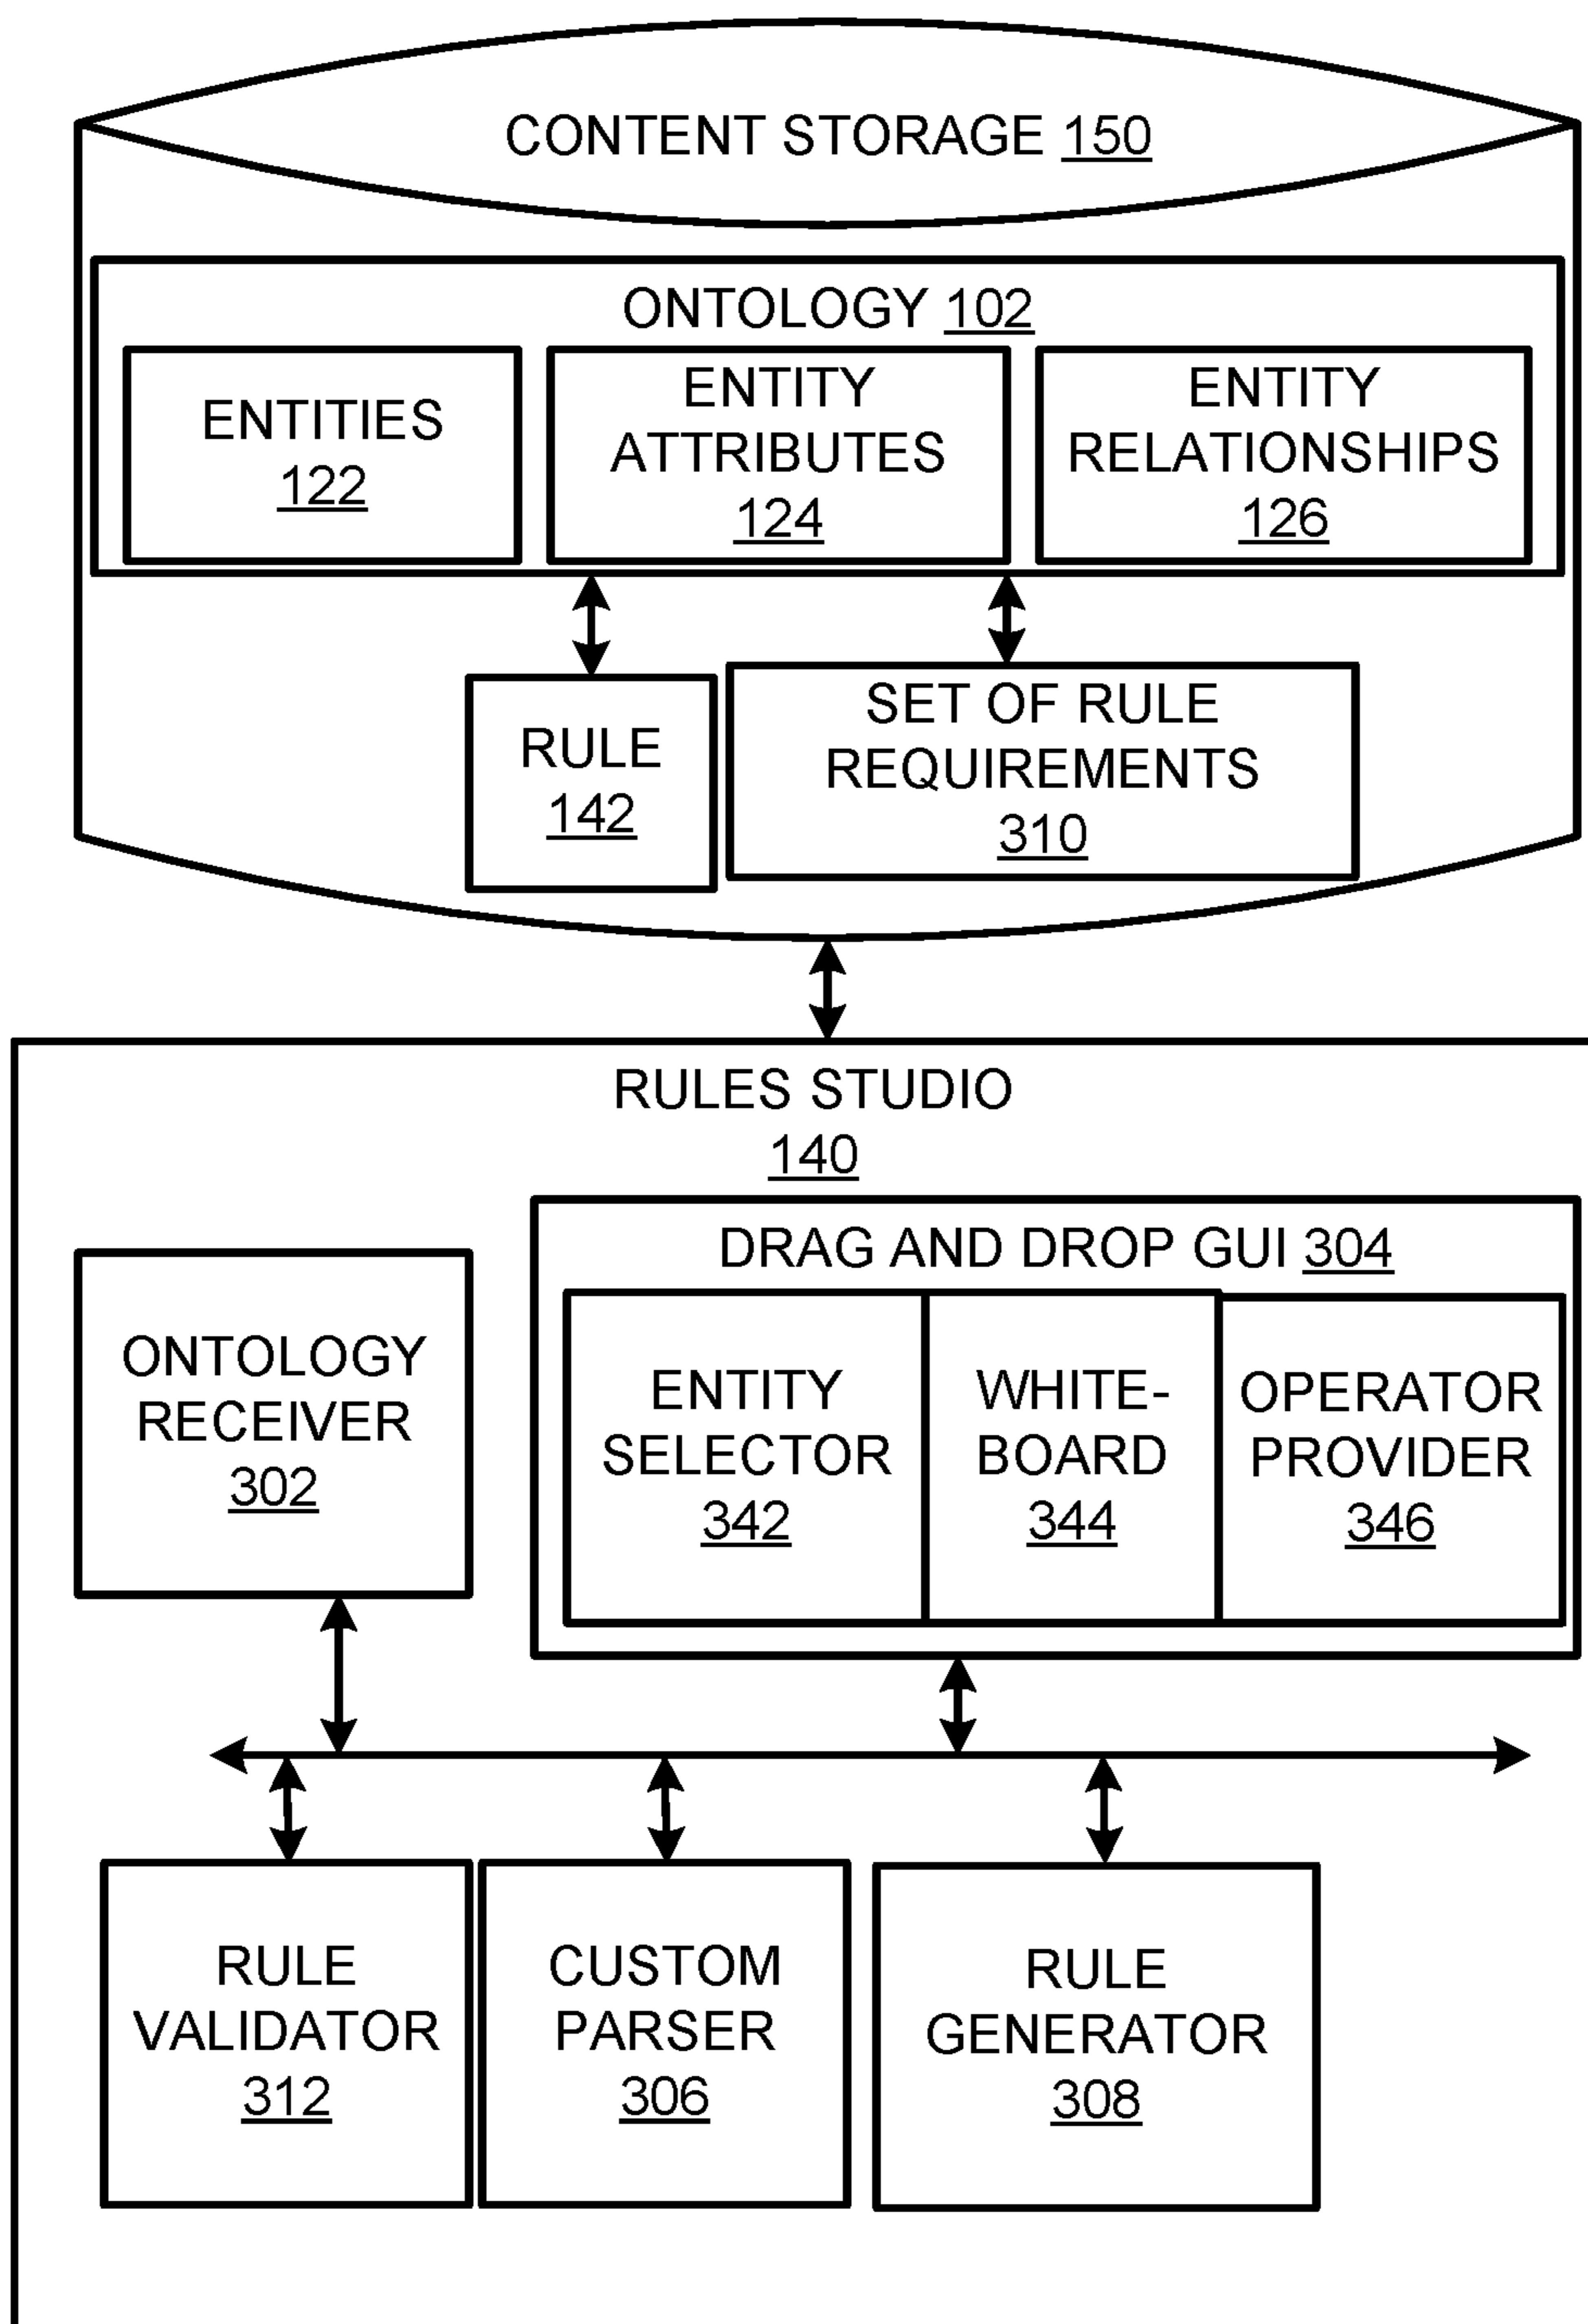 CONTENT STORAGE 150
ONTOLOGY 102
ENTITIES
122
ENTITY
ATTRIBUTES
124
ENTITY
RELATIONSHIPS
126
RULE
142
SET OF RULE
REQUIREMENTS
310
RULES STUDIO
140
ONTOLOGY
RECEIVER
302
DRAG AND DROP GUI 304
ENTITY
SELECTOR
342
WHITE-
BOARD
344
OPERATOR
PROVIDER
346
RULE
VALIDATOR
312
CUSTOM
PARSER
306
RULE
GENERATOR
308